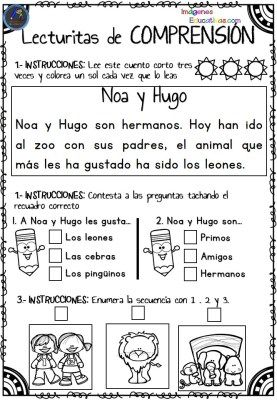 Imágenes
Educativas.com
Lecturitas de COMPRENSIÓN
1.- INSTRUCCIONES: Lee este cuento corto tres
veces y colorea un sol cada vez que lo leas
Noa y Hugo
Noa y Hugo son hermanos. Hoy han ido
al zoo con sus padres, el animal que
más les ha gustado ha sido los leones.
1.- INSTRUCCIONES: Contesta a las preguntas tachando el
recuadro correcto
1. A Noa y Hugo les gusta...
Los leones
Las cebras
Los pingüinos
2. Noa y Hugo son...
Primos
Amigos
Hermanos
3.- INSTRUCCIONES: Enumera la secuencia con 1 . 2 y 3.